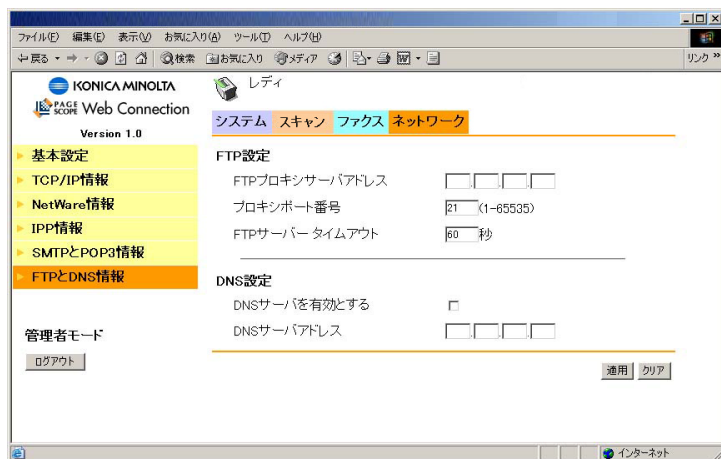 ファイル(F) 編集(E) 表示(V) お気に入り(A) ツール(T) ヘルプ(H)
戻る 検索 お気に入り メディア リンク »
KONICA MINOLTA
PAGE SCOPE Web Connection
Version 1.0
レディ
システム スキャン ファクス ネットワーク
基本設定
TCP/IP情報
NetWare情報
IPP情報
SMTPとPOP3情報
FTPとDNS情報
管理者モード
ログアウト
FTP設定
FTPプロキシサーバアドレス
プロキシポート番号 21 (1-65535)
FTPサーバー タイムアウト 60 秒
DNS設定
DNSサーバを有効とする
DNSサーバアドレス
適用 クリア
インターネット